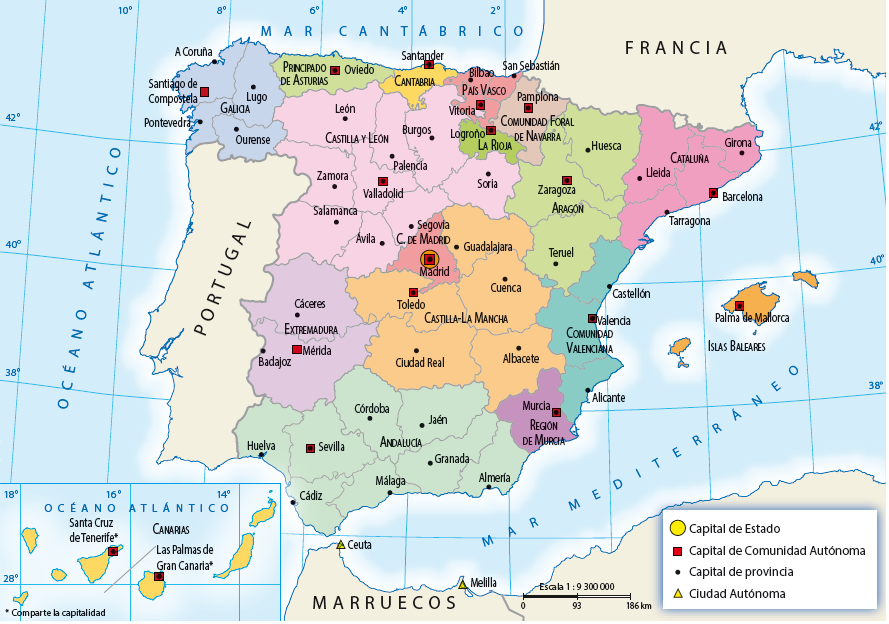 10°
8°
6°
4°
2°
MAR CANTÁBRICO
FRANCIA
A Coruña
Santiago de
Compostela
Lugo
GALICIA
Pontevedra
Ourense
PRINCIPADO
DE ASTURIAS
Oviedo
Santander
CANTABRIA
Bilbao
San Sebastián
PAÍS VASCO
Vitoria
Pamplona
COMUNIDAD FORAL
DE NAVARRA
Logroño
LA RIOJA
42°
42°
León
CASTILLA Y LEÓN
Burgos
Palencia
Zamora
Valladolid
Soria
Salamanca
Segovia
Ávila
Huesca
Zaragoza
ARAGÓN
Teruel
Lleida
CATALUÑA
Girona
Barcelona
Tarragona
C. DE MADRID
Madrid
Guadalajara
Cuenca
Toledo
CASTILLA-LA MANCHA
Ciudad Real
Albacete
40°
40°
OCÉANO ATLÁNTICO
PORTUGAL
Cáceres
EXTREMADURA
Mérida
Badajoz
Castellón
Valencia
COMUNIDAD
VALENCIANA
Alicante
Palma de Mallorca
ISLAS BALEARES
38°
38°
Murcia
REGIÓN
DE MURCIA
Córdoba
Jaén
ANDALUCÍA
Huelva
Sevilla
Granada
Cádiz
Málaga
Almería
MAR MEDITERRÁNEO
Ceuta
Melilla
MARRUECOS
18°
16°
14°
OCÉANO ATLÁNTICO
Santa Cruz
de Tenerife*
CANARIAS
Las Palmas de
Gran Canaria*
28°
* Comparte la capitalidad
Escala 1 : 9 300 000
0 93 186 km
Capital de Estado
Capital de Comunidad Autónoma
Capital de provincia
Ciudad Autónoma